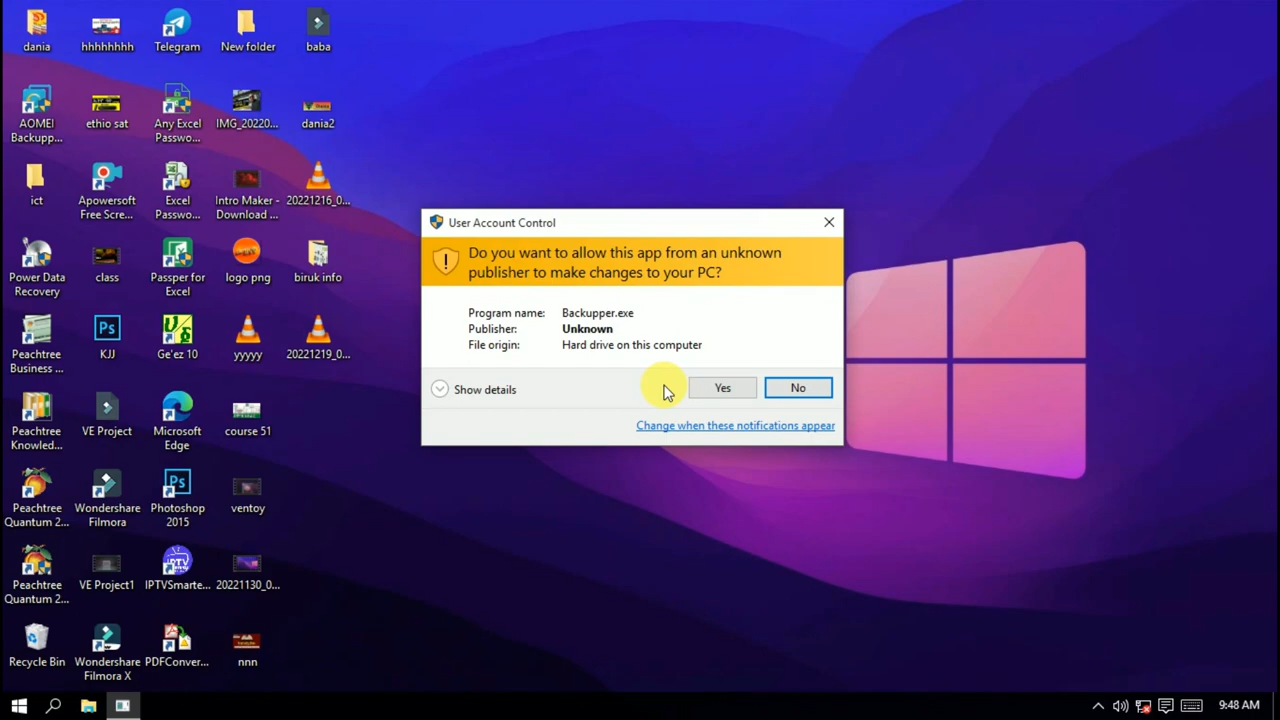 dania
hhhhhhhh
Telegram
New folder
baba
AOMEI
Backupp...
ethio sat
Any Excel
Passwo...
IMG_20220...
dania2
ict
Apowersoft
Free Scre...
Excel
Passwo...
Intro Maker -
Download ...
20221216_0...
Power Data
Recovery
class
Passper for
Excel
logo png
biruk info
Peachtree
Business ...
KJJ
Ge'ez 10
yyyyy
20221219_0...
Peachtree
Knowled...
VE Project
Microsoft
Edge
course 51
Peachtree
Quantum 2...
Wondershare
Filmora
Photoshop
2015
ventoy
Peachtree
Quantum 2...
VE Project1
IPTVSmarte...
20221130_0...
Recycle Bin
Wondershare
Filmora X
PDFConver...
nnn
User Account Control
Do you want to allow this app from an unknown
publisher to make changes to your PC?
Program name: Backupper.exe
Publisher: Unknown
File origin: Hard drive on this computer
Show details
Yes
No
Change when these notifications appear
9:48 AM